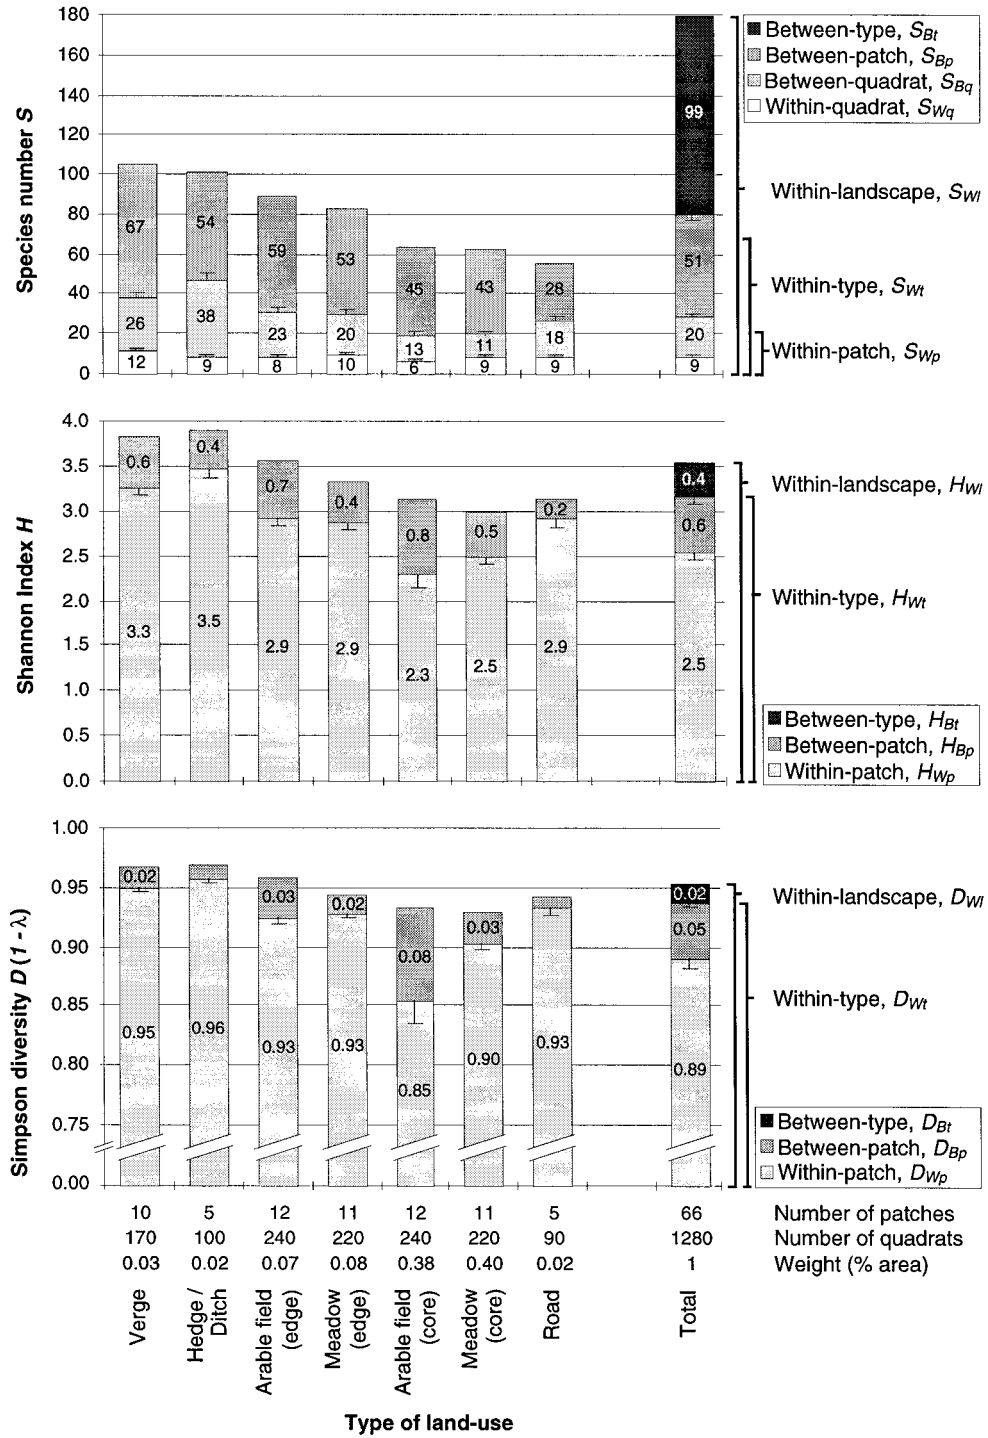 180
160
140
120
100
80
60
40
20
0
Species number S
67
26
12
54
38
9
59
23
8
53
20
10
45
13
6
43
11
9
28
18
9
99
51
20
9
Between-type, SBt
Between-patch, SBp
Between-quadrat, SBq
Within-quadrat, SWq
Within-landscape, SWl
Within-type, SWt
Within-patch, SWp
4.0
3.5
3.0
2.5
2.0
1.5
1.0
0.5
0.0
Shannon Index H
0.6
3.3
0.4
3.5
0.7
2.9
0.4
2.9
0.8
2.3
0.5
2.5
0.2
2.9
0.4
0.6
2.5
Within-landscape, HWl
Within-type, HWt
Between-type, HBt
Between-patch, HBp
Within-patch, HWp
1.00
0.95
0.90
0.85
0.80
0.75
0.00
Simpson diversity D (1 - λ)
0.02
0.95
0.96
0.03
0.93
0.02
0.93
0.08
0.85
0.03
0.90
0.93
0.02
0.05
0.89
Within-landscape, DWl
Within-type, DWt
Between-type, DBt
Between-patch, DBp
Within-patch, DWp
10 5 12 11 12 11 5 66 Number of patches
170 100 240 220 240 220 90 1280 Number of quadrats
0.03 0.02 0.07 0.08 0.38 0.40 0.02 1 Weight (% area)
Verge
Hedge /
Ditch
Arable field
(edge)
Meadow
(edge)
Arable field
(core)
Meadow
(core)
Road
Total
Type of land-use